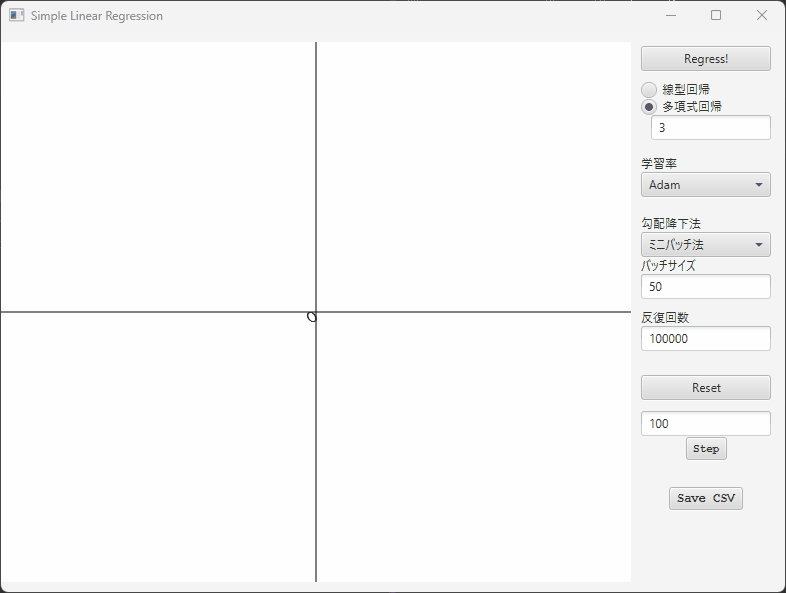 Simple Linear Regression
Regress!
線型回帰
多項式回帰
3
学習率
Adam
勾配降下法
ミニバッチ法
バッチサイズ
50
反復回数
100000
Reset
100
Step
Save CSV
O